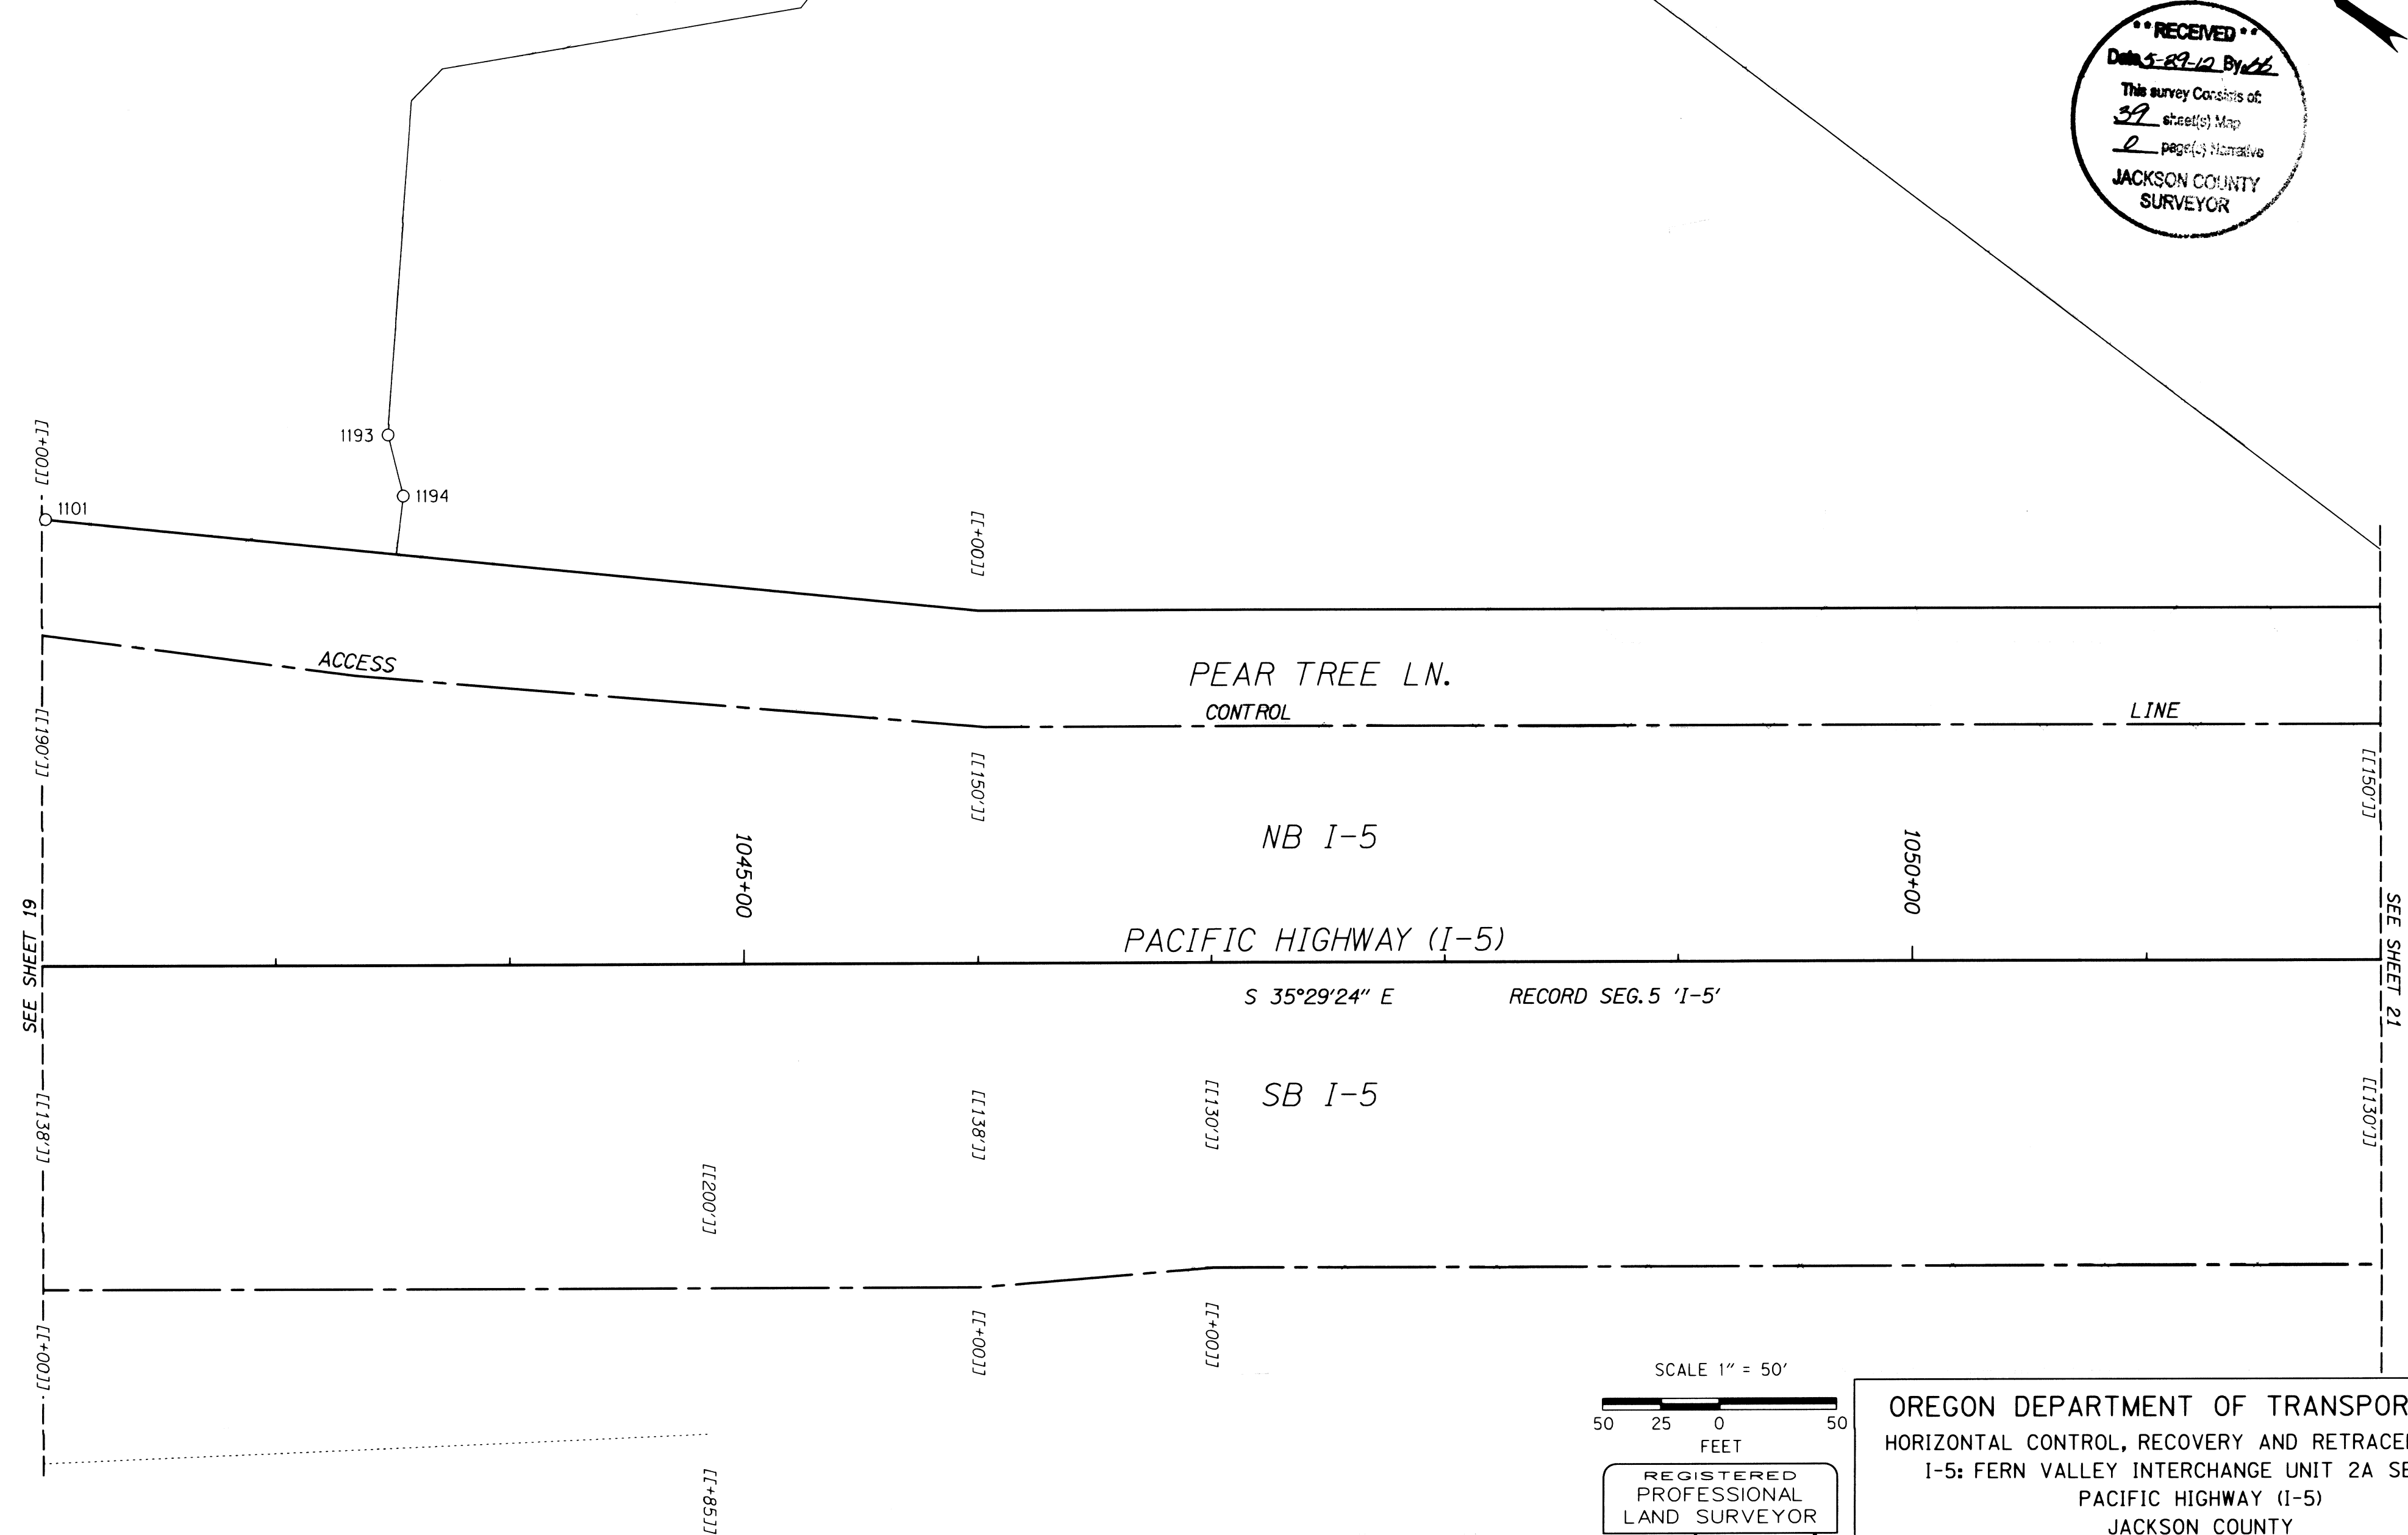 ** RECEIVED **
Date 5-29-12 By bb
This survey Consists of:
39 sheet(s) Map
0 page(s) Narrative
JACKSON COUNTY
SURVEYOR
[[+00]]
1193
1194
1101
[[+00]]
ACCESS
PEAR TREE LN.
CONTROL
LINE
[[190']]
[[150']]
[[150']]
NB I-5
1045+00
1050+00
SEE SHEET 19
PACIFIC HIGHWAY (I-5)
SEE SHEET 21
S 35°29'24" E
RECORD SEG. 5 'I-5'
SB I-5
[[138']]
[[138']]
[[130']]
[[130']]
[[200']]
[[+00]]
[[+00]]
[[+00]]
[[+85]]
SCALE 1" = 50'
50 25 0 50
FEET
REGISTERED
PROFESSIONAL
LAND SURVEYOR
OREGON DEPARTMENT OF TRANSPOR
HORIZONTAL CONTROL, RECOVERY AND RETRACE
I-5: FERN VALLEY INTERCHANGE UNIT 2A SE
PACIFIC HIGHWAY (I-5)
JACKSON COUNTY